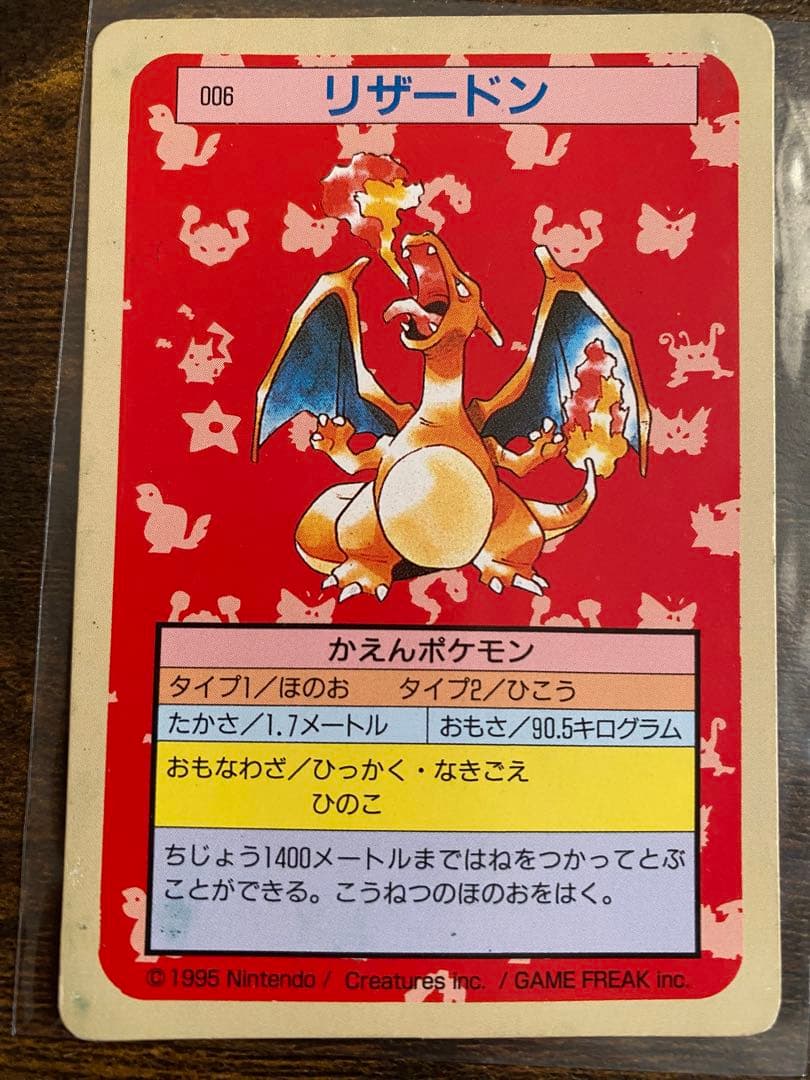 006 リザードン
かえんポケモン
タイプ1／ほのお タイプ2／ひこう
たかさ／1.7メートル おもさ／90.5キログラム
おもなわざ／ひっかく・なきごえ
ひのこ
ちじょう1400メートルまではねをつかってとぶ
ことができる。こうねつのほのおをはく。
©1995 Nintendo / Creatures inc. / GAME FREAK inc.